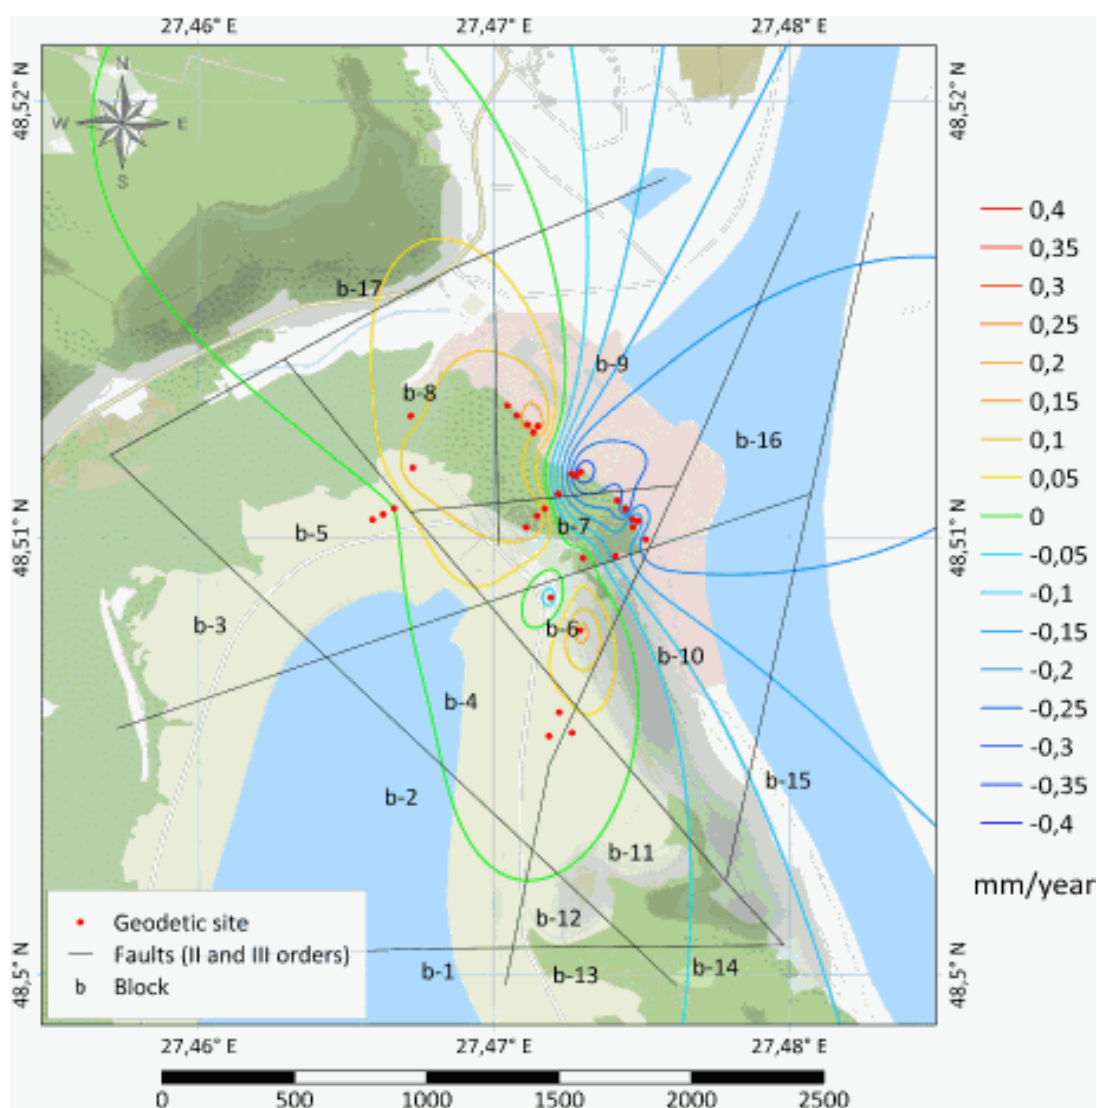 27,46° E 27,47° E 27,48° E
48,52° N 48,52° N
N
W E
S
0,4
0,35
0,3
0,25
0,2
0,15
0,1
0,05
0
-0,05
-0,1
-0,15
-0,2
-0,25
-0,3
-0,35
-0,4
mm/year
b-17
b-9
b-8
b-16
b-7
b-5
48,51° N 48,51° N
b-3
b-6
b-10
b-4
b-15
b-2
b-11
b-12
b-1
b-13
b-14
Geodetic site
Faults (II and III orders)
b Block
48,5° N 48,5° N
27,46° E 27,47° E 27,48° E
0 500 1000 1500 2000 2500